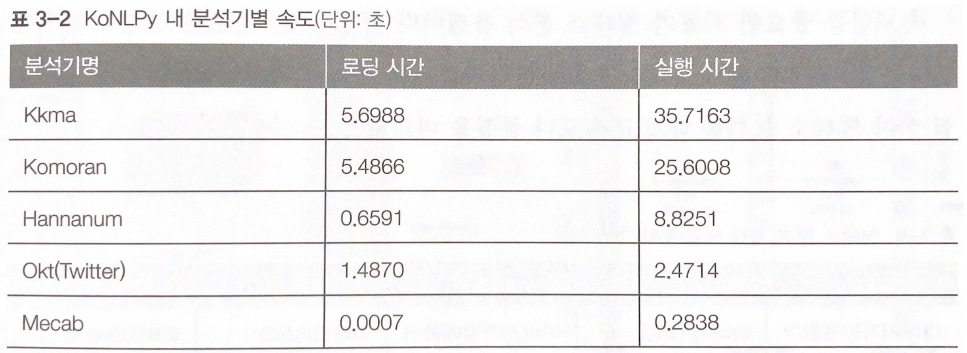 표 3-2 KoNLPy 내 분석기별 속도(단위: 초)
분석기명 로딩 시간 실행 시간
Kkma 5.6988 35.7163
Komoran 5.4866 25.6008
Hannanum 0.6591 8.8251
Okt(Twitter) 1.4870 2.4714
Mecab 0.0007 0.2838